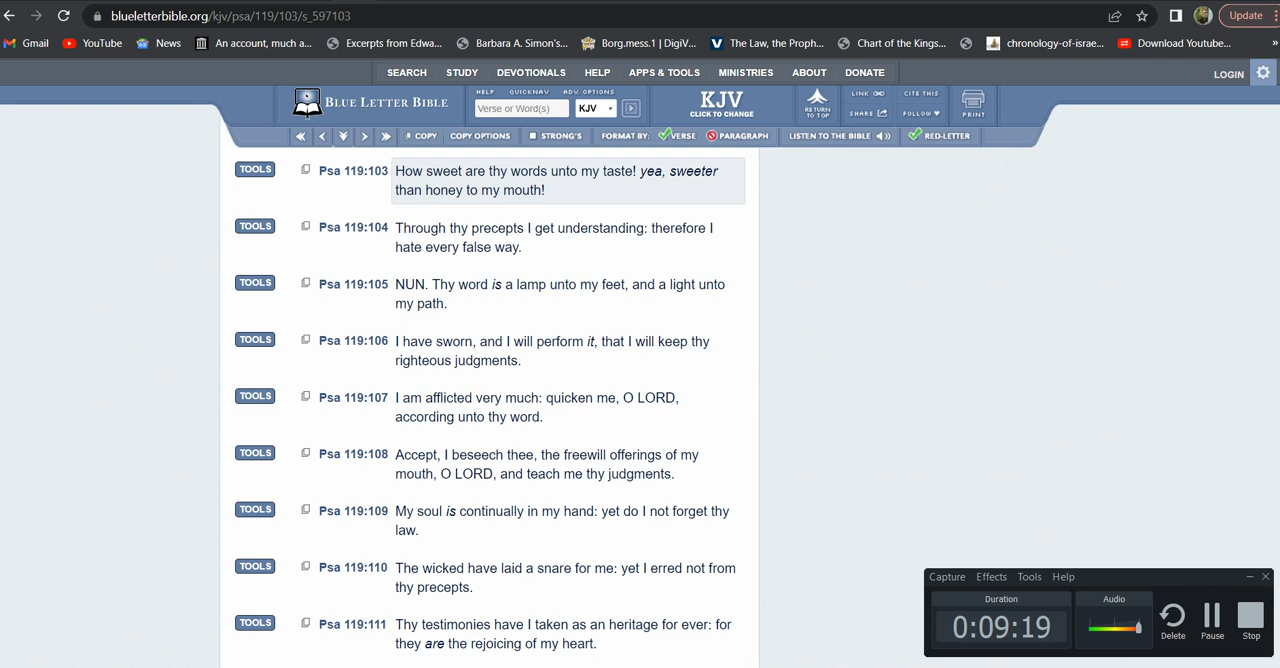 blueletterbible.org/kjv/psa/119/103/s_597103
Update
Gmail
YouTube
News
An account, much a...
Excerpts from Edwa...
Barbara A. Simon's...
Borg.mess.1 | DigiV...
The Law, the Proph...
Chart of the Kings...
chronology-of-israe...
Download Youtube...
»
SEARCH STUDY DEVOTIONALS HELP APPS & TOOLS MINISTRIES ABOUT DONATE
LOGIN
BLUE LETTER BIBLE
HELP QUICKNAV ADV OPTIONS
Verse or Word(s)
KJV
KJV
CLICK TO CHANGE
RETURN TO TOP
LINK
CITE THIS
SHARE
FOLLOW
PRINT
COPY COPY OPTIONS STRONG'S FORMAT BY: VERSE PARAGRAPH LISTEN TO THE BIBLE RED-LETTER
TOOLS Psa 119:103 How sweet are thy words unto my taste! yea, sweeter
than honey to my mouth!
TOOLS Psa 119:104 Through thy precepts I get understanding: therefore I
hate every false way.
TOOLS Psa 119:105 NUN. Thy word is a lamp unto my feet, and a light unto
my path.
TOOLS Psa 119:106 I have sworn, and I will perform it, that I will keep thy
righteous judgments.
TOOLS Psa 119:107 I am afflicted very much: quicken me, O LORD,
according unto thy word.
TOOLS Psa 119:108 Accept, I beseech thee, the freewill offerings of my
mouth, O LORD, and teach me thy judgments.
TOOLS Psa 119:109 My soul is continually in my hand: yet do I not forget thy
law.
TOOLS Psa 119:110 The wicked have laid a snare for me: yet I erred not from
thy precepts.
TOOLS Psa 119:111 Thy testimonies have I taken as an heritage for ever: for
they are the rejoicing of my heart.
Capture Effects Tools Help
Duration
0:09:19
Audio
Delete
Pause
Stop